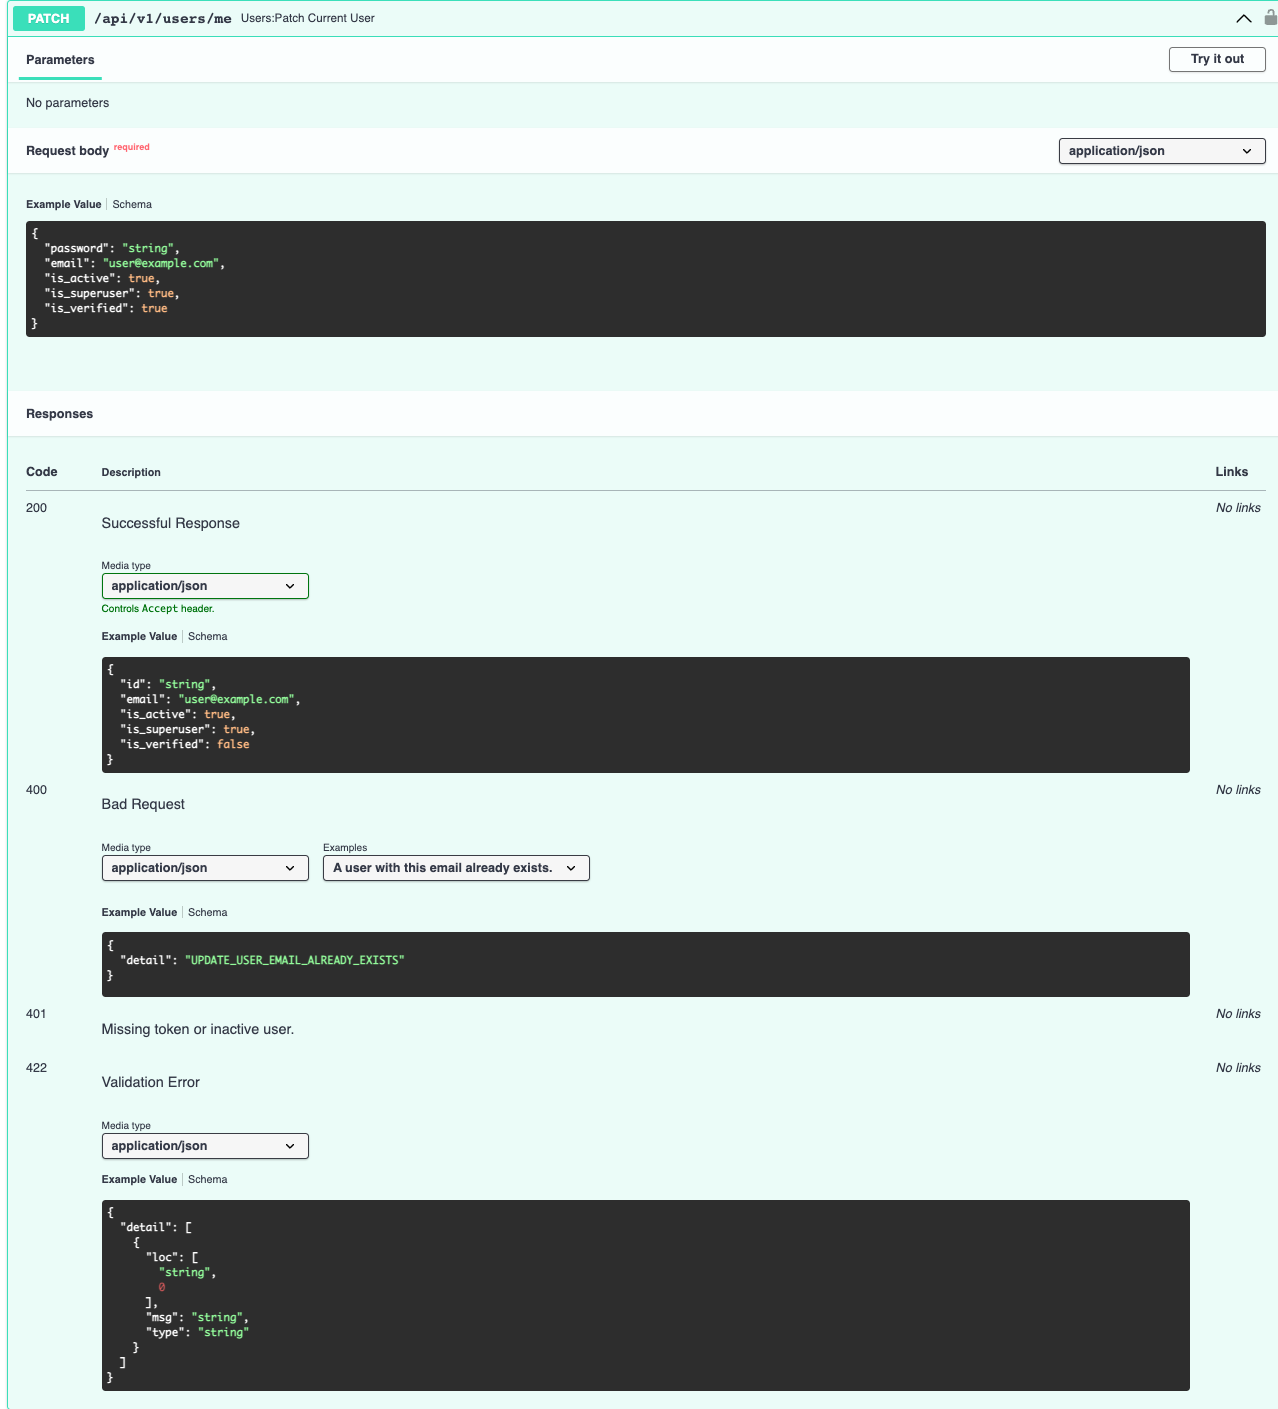 PATCH /api/v1/users/me Users:Patch Current User
Parameters
Try it out
No parameters
Request body required
application/json
Example Value Schema
{
  "password": "string",
  "email": "user@example.com",
  "is_active": true,
  "is_superuser": true,
  "is_verified": true
}
Responses
Code Description Links
200 No links
Successful Response
Media type
application/json
Controls Accept header.
Example Value Schema
{
  "id": "string",
  "email": "user@example.com",
  "is_active": true,
  "is_superuser": true,
  "is_verified": false
}
400 No links
Bad Request
Media type Examples
application/json A user with this email already exists.
Example Value Schema
{
  "detail": "UPDATE_USER_EMAIL_ALREADY_EXISTS"
}
401 No links
Missing token or inactive user.
422 No links
Validation Error
Media type
application/json
Example Value Schema
{
  "detail": [
    {
      "loc": [
        "string",
        0
      ],
      "msg": "string",
      "type": "string"
    }
  ]
}